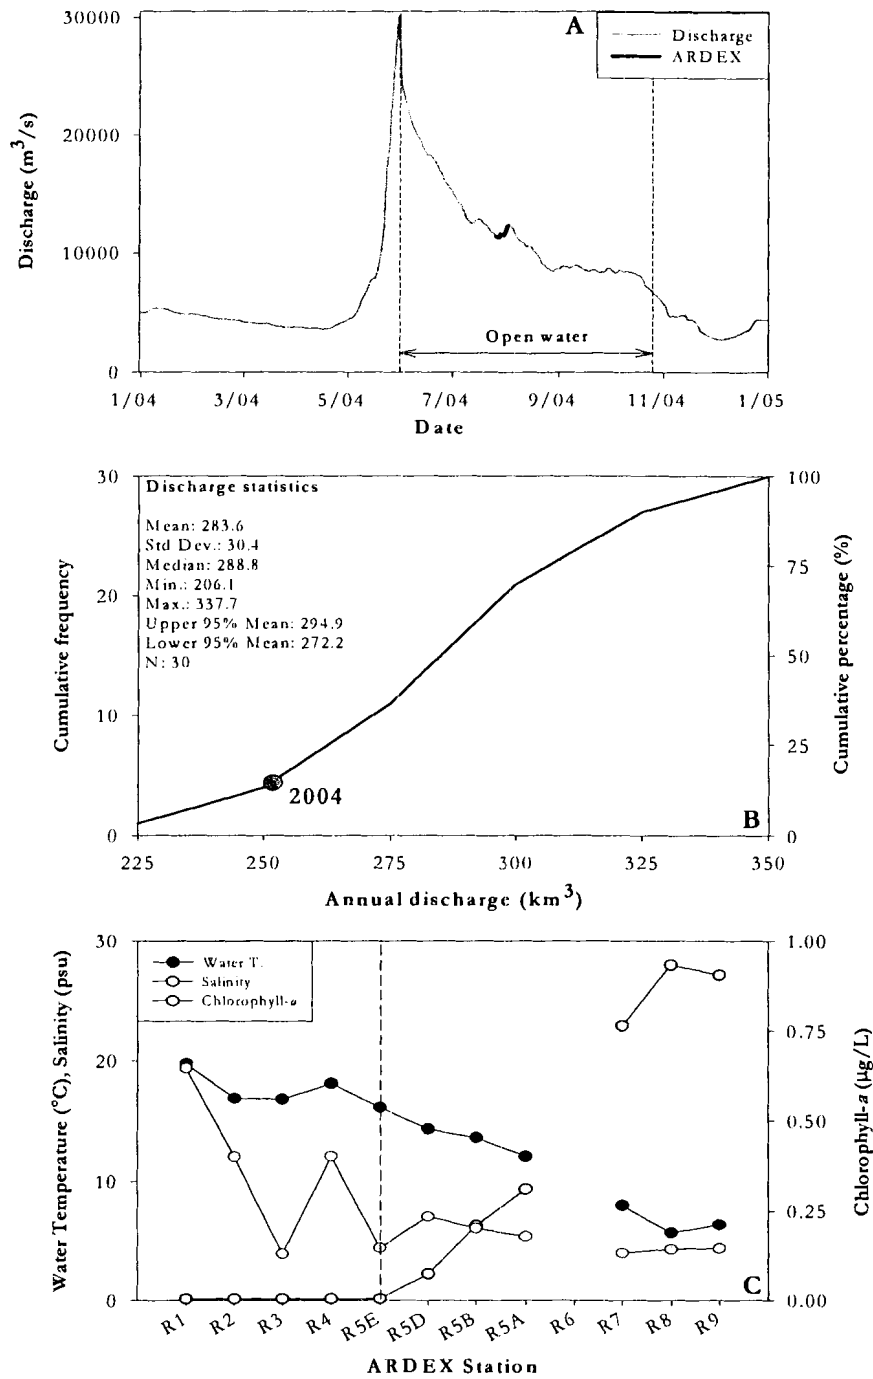 A
Discharge
ARDEX
30000
20000
10000
0
Discharge (m³/s)
Open water
1/04 3/04 5/04 7/04 9/04 11/04 1/05
Date
Discharge statistics
Mean: 283.6
Std Dev.: 30.4
Median: 288.8
Min.: 206.1
Max.: 337.7
Upper 95% Mean: 294.9
Lower 95% Mean: 272.2
N: 30
30
20
10
0
Cumulative frequency
100
75
50
25
0
Cumulative percentage (%)
2004
B
225 250 275 300 325 350
Annual discharge (km³)
Water T.
Salinity
Chlorophyll-a
30
20
10
0
Water Temperature (°C), Salinity (psu)
1.00
0.75
0.50
0.25
0.00
Chlorophyll-a (µg/L)
C
R1 R2 R3 R4 R5E R5D R5B R5A R6 R7 R8 R9
ARDEX Station